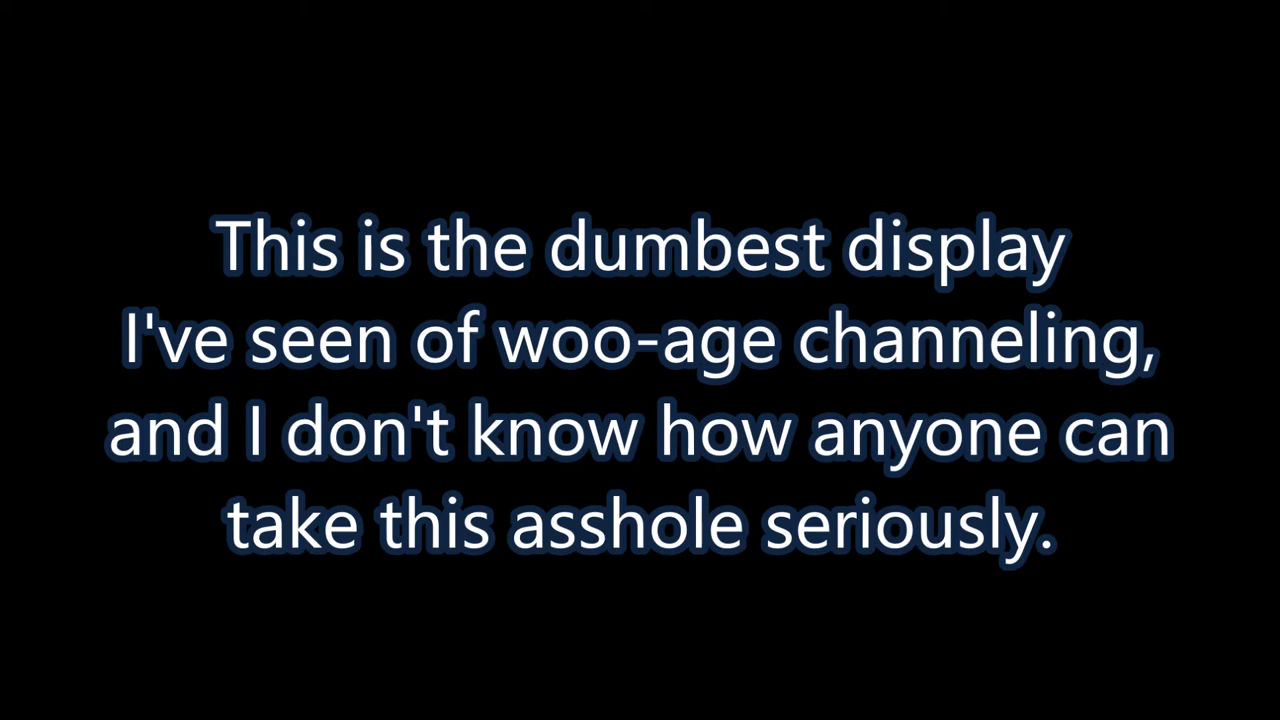 This is the dumbest display
I've seen of woo-age channeling,
and I don't know how anyone can
take this asshole seriously.